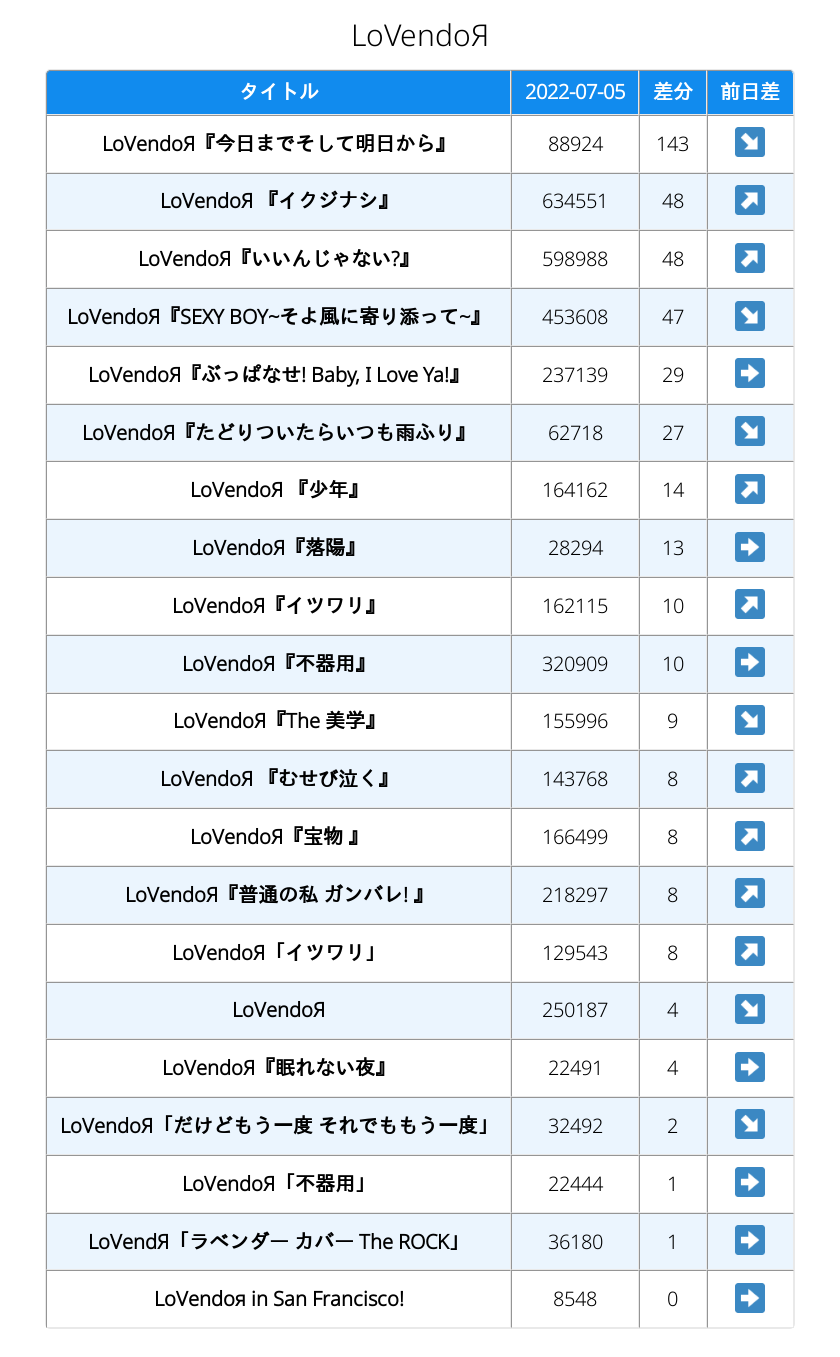 LoVendoЯ
タイトル 2022-07-05 差分 前日差
LoVendoЯ『今日までそして明日から』 88924 143 ↘
LoVendoЯ 『イクジナシ』 634551 48 ↗
LoVendoЯ『いいんじゃない?』 598988 48 ↗
LoVendoЯ『SEXY BOY~そよ風に寄り添って~』 453608 47 ↘
LoVendoЯ『ぶっぱなせ! Baby, I Love Ya!』 237139 29 ➡
LoVendoЯ『たどりついたらいつも雨ふり』 62718 27 ↘
LoVendoЯ 『少年』 164162 14 ↗
LoVendoЯ『落陽』 28294 13 ➡
LoVendoЯ『イツワリ』 162115 10 ↗
LoVendoЯ『不器用』 320909 10 ➡
LoVendoЯ『The 美学』 155996 9 ↘
LoVendoЯ 『むせび泣く』 143768 8 ↗
LoVendoЯ『宝物 』 166499 8 ↗
LoVendoЯ『普通の私 ガンバレ! 』 218297 8 ↗
LoVendoЯ「イツワリ」 129543 8 ↗
LoVendoЯ 250187 4 ↘
LoVendoЯ『眠れない夜』 22491 4 ➡
LoVendoЯ「だけどもう一度 それでももう一度」 32492 2 ↘
LoVendoЯ「不器用」 22444 1 ➡
LoVendЯ「ラベンダー カバー The ROCK」 36180 1 ➡
LoVendoя in San Francisco! 8548 0 ➡